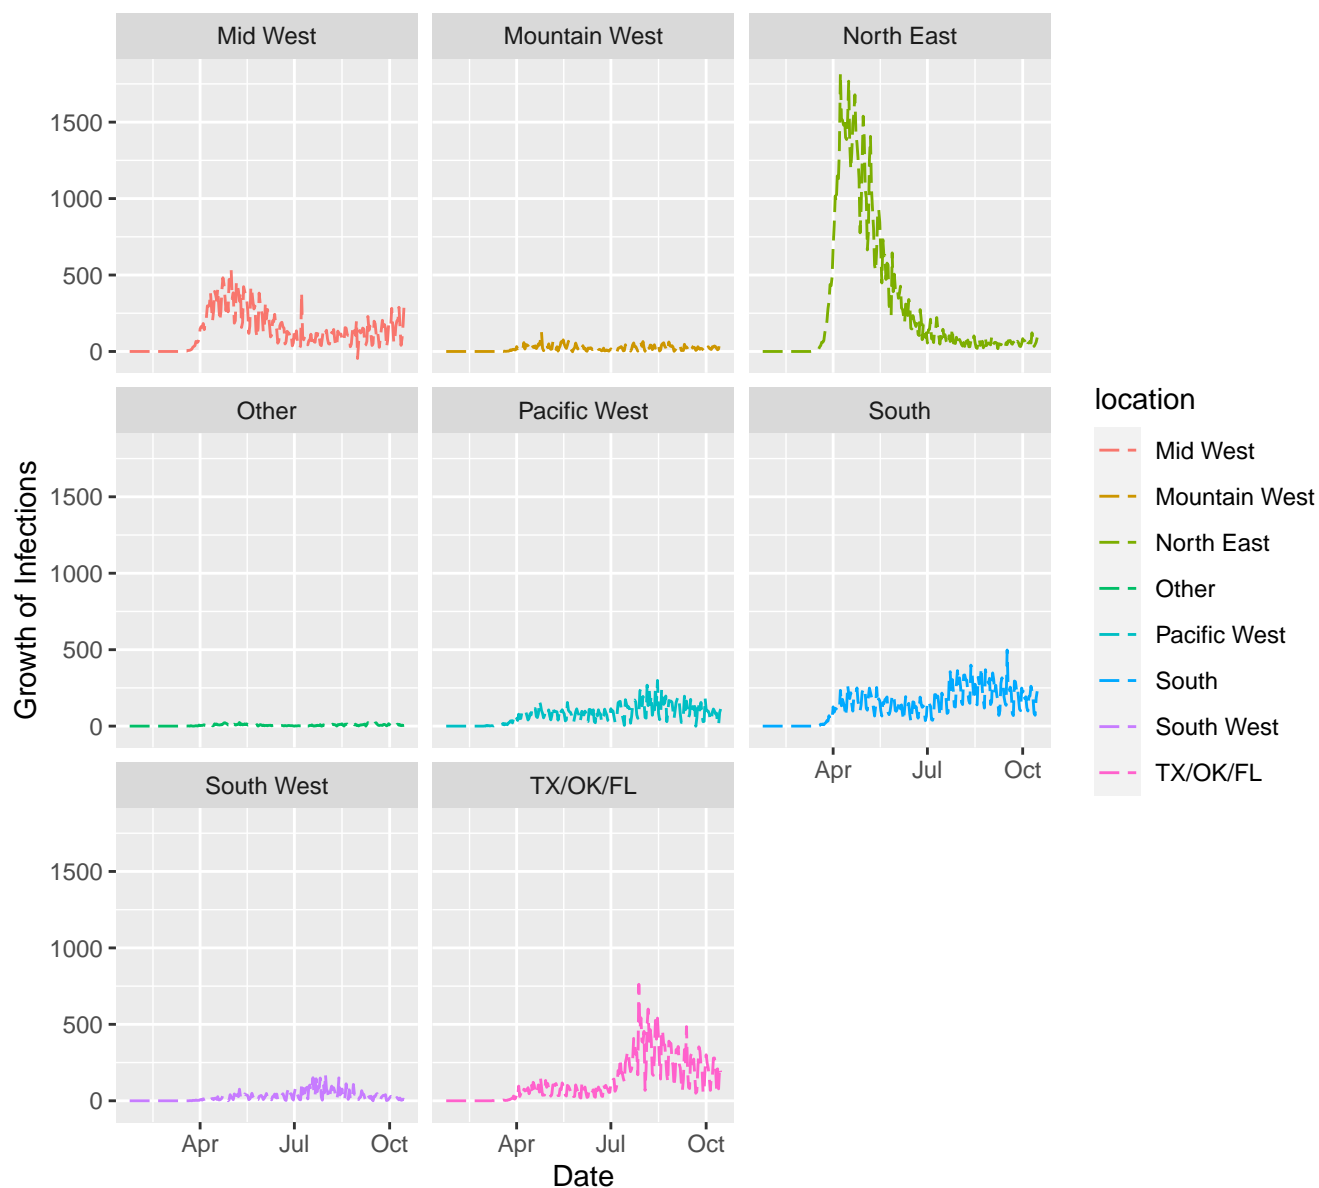 Mid West
Mountain West
North East
1500
1000
500
0
Other
Pacific West
South
1500
1000
500
0
Apr
Jul
Oct
South West
TX/OK/FL
1500
1000
500
0
Apr
Jul
Oct
Apr
Jul
Oct
Date
Growth of Infections
location
Mid West
Mountain West
North East
Other
Pacific West
South
South West
TX/OK/FL